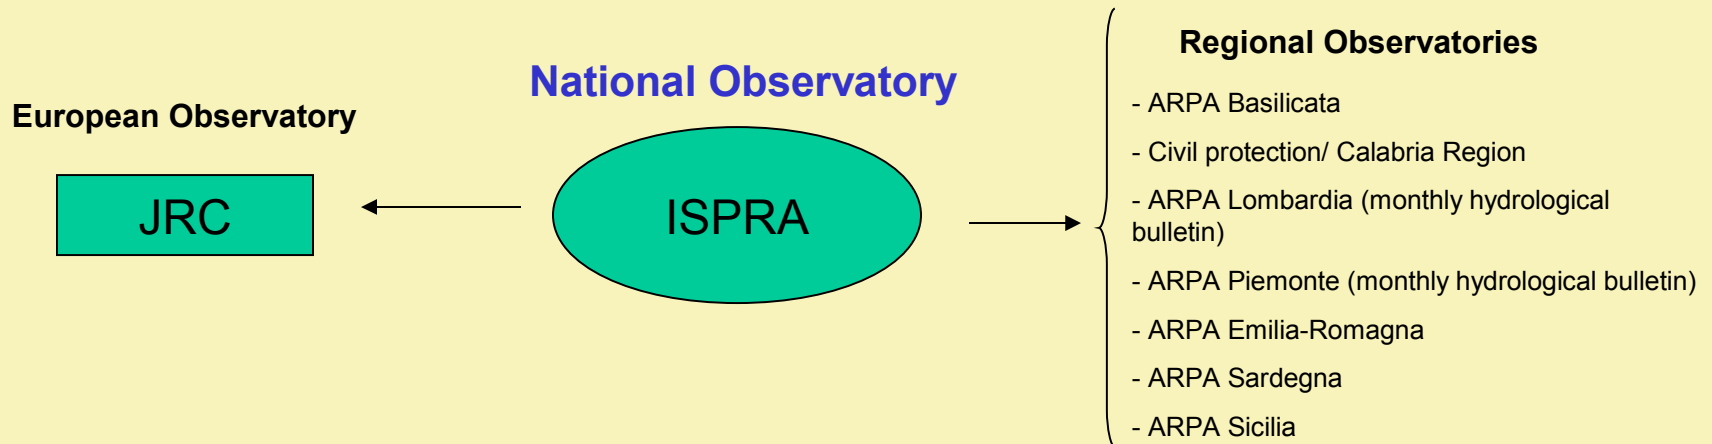 European Observatory
JRC
National Observatory
ISPRA
Regional Observatories
- ARPA Basilicata
- Civil protection/ Calabria Region
- ARPA Lombardia (monthly hydrological
bulletin)
- ARPA Piemonte (monthly hydrological bulletin)
- ARPA Emilia-Romagna
- ARPA Sardegna
- ARPA Sicilia